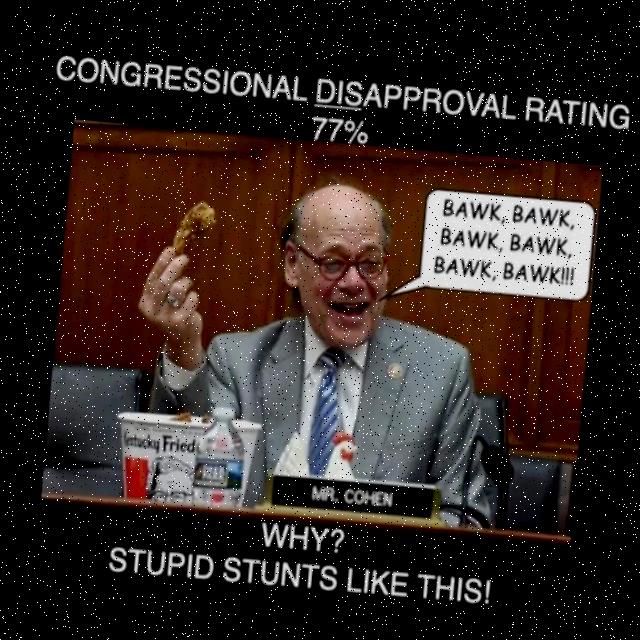 CONGRESSIONAL DISAPPROVAL RATING
77%
BAWK, BAWK,
BAWK, BAWK,
BAWK, BAWK!!!
Kentucky Fried
MR. COHEN
WHY?
STUPID STUNTS LIKE THIS!